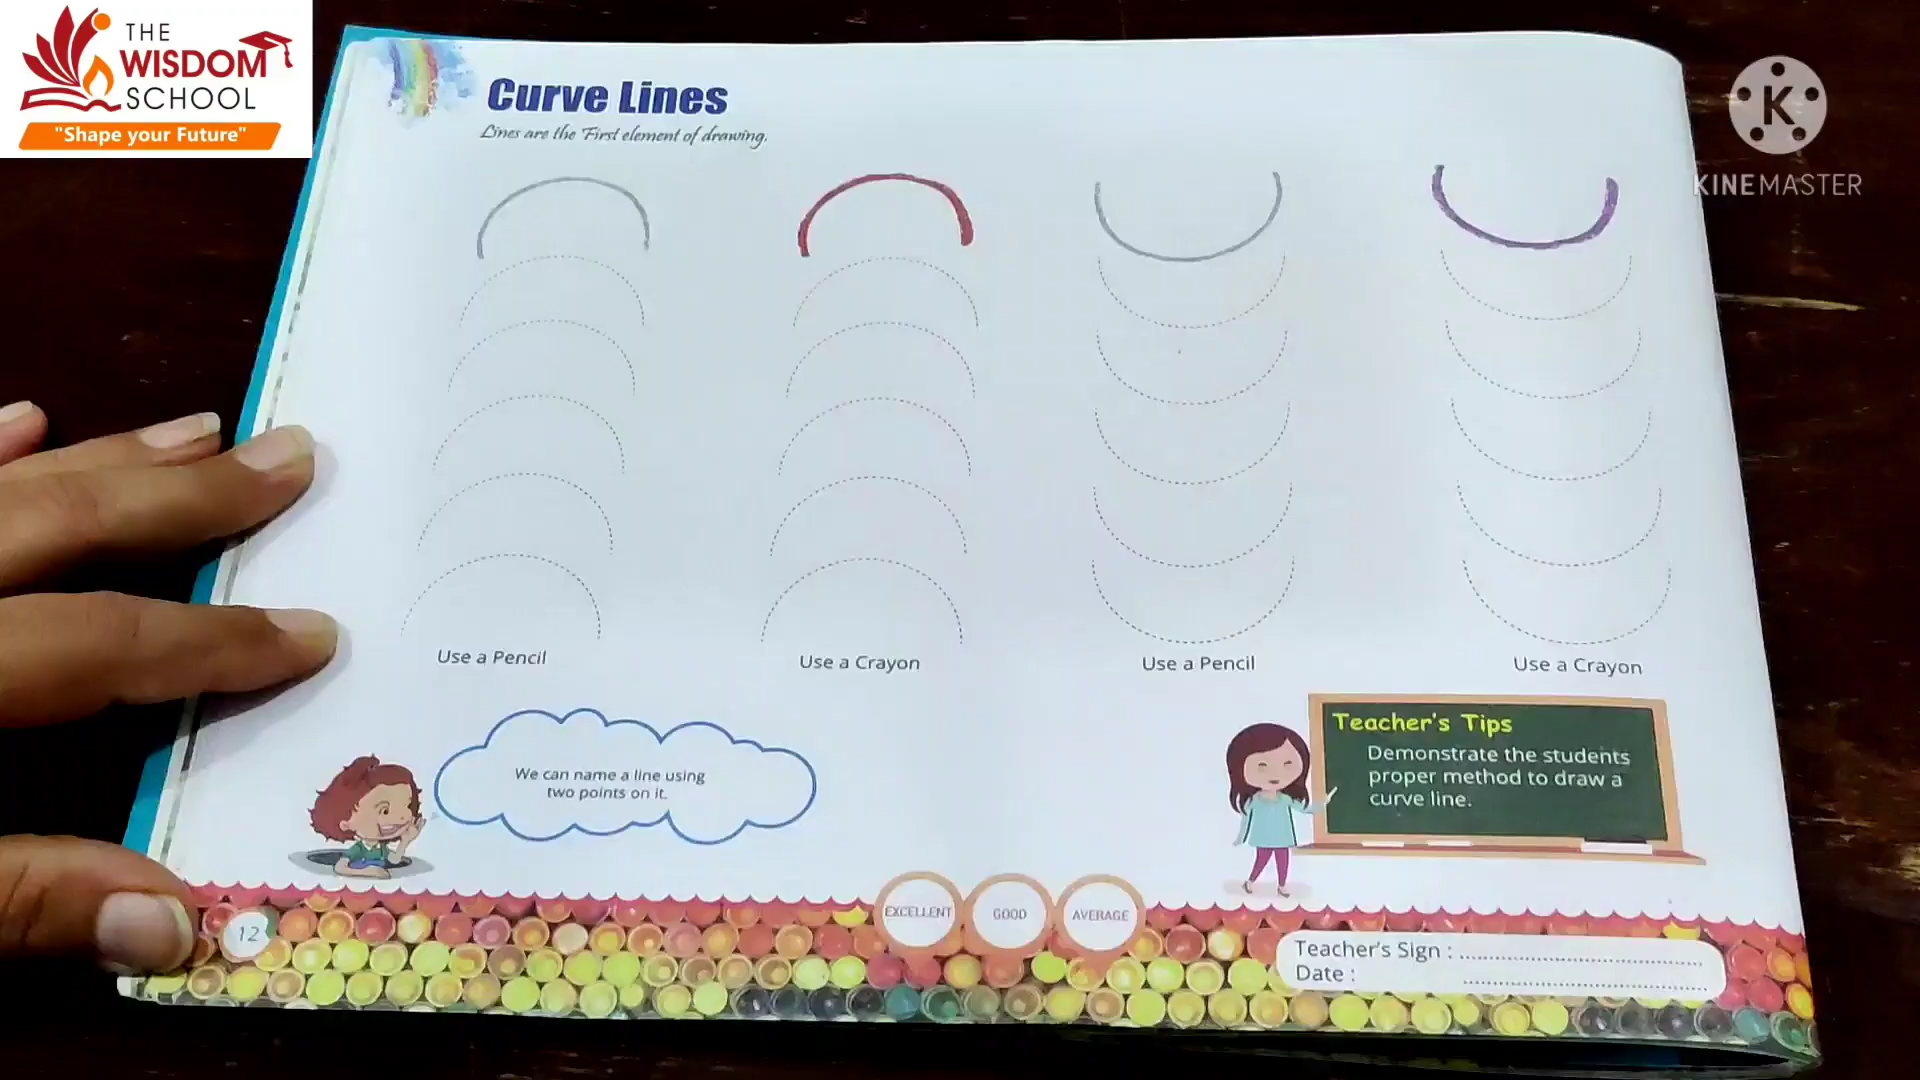 THE
WISDOM
SCHOOL
"Shape your Future"
K
KINEMASTER
Curve Lines
Lines are the First element of drawing.
Use a Pencil
Use a Crayon
Use a Pencil
Use a Crayon
We can name a line using
two points on it.
Teacher's Tips
Demonstrate the students
proper method to draw a
curve line.
EXCELLENT
GOOD
AVERAGE
12
Teacher's Sign :
Date :